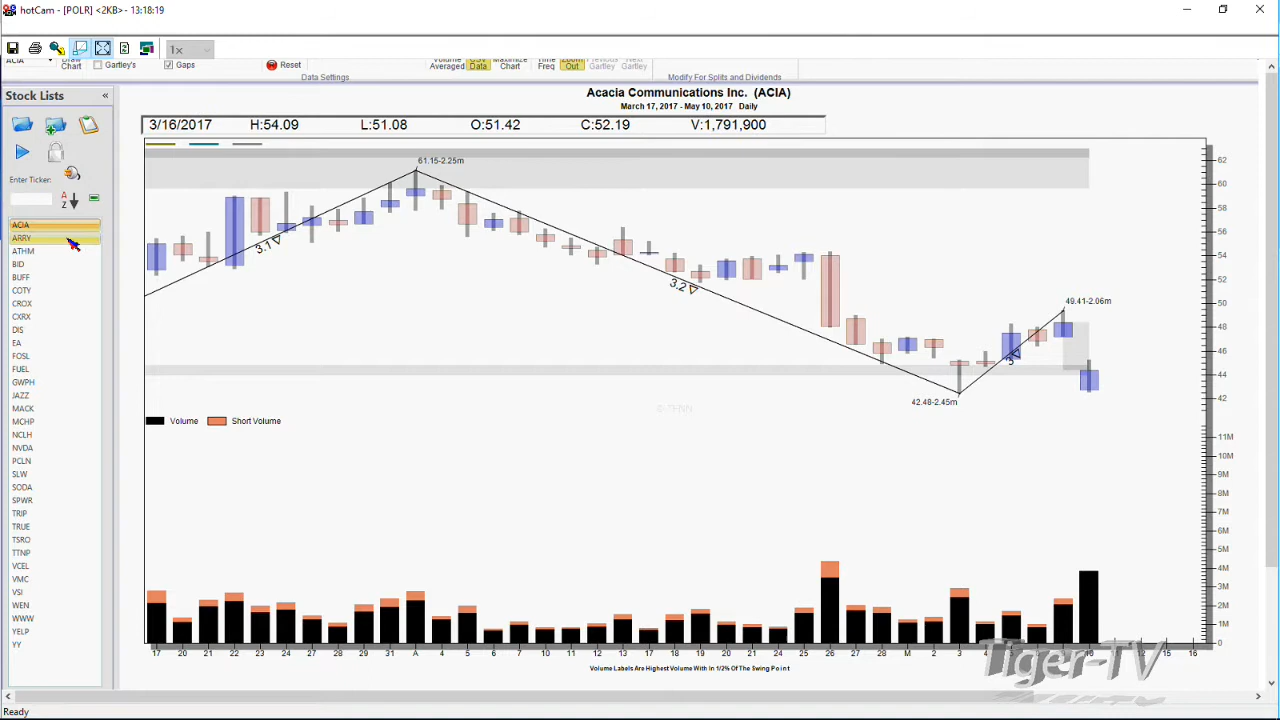 hotCam - [POLR] <2KB> - 13:18:19
1x
ACIA
Chart
Gartley's
Gaps
Reset
Data Settings
Averaged
Data
Chart
Freq
Out
Gartley
Gartley
Modify For Splits and Dividends
Stock Lists «
Enter Ticker:
A
Z
ACIA
ARRY
ATHM
BID
BUFF
COTY
CROX
CXRX
DIS
EA
FOSL
FUEL
GWPH
JAZZ
MACK
MCHP
NCLH
NVDA
PCLN
SLW
SODA
SPWR
TRIP
TRUE
TSRO
TTNP
VCEL
VMC
VSI
WEN
WWW
YELP
YY
Acacia Communications Inc. (ACIA)
March 17, 2017 - May 10, 2017 Daily
3/16/2017 H:54.09 L:51.08 O:51.42 C:52.19 V:1,791,900
61.15-2.25m
3.1
3.2
49.41-2.06m
3
42.48-2.45m
62
60
58
56
54
52
50
48
46
44
42
© TFNN
Volume Short Volume
11M
10M
9M
8M
7M
6M
5M
4M
3M
2M
1M
0
17 20 21 22 23 24 27 28 29 31 A 4 5 6 7 10 11 12 13 17 18 19 20 21 24 25 26 27 28 M 2 3 4 5 8 9 10 11 12 15 16
Volume Labels Are Highest Volume With In 1/2% Of The Swing Point
Tiger-TV
Ready